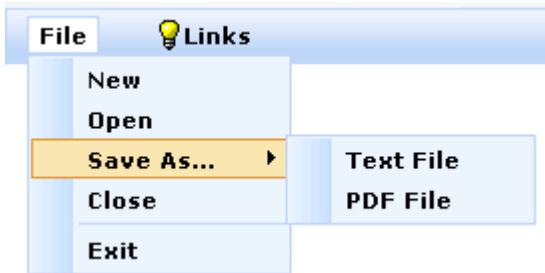 File Links
New
Open
Save As... Text File
Close PDF File
Exit